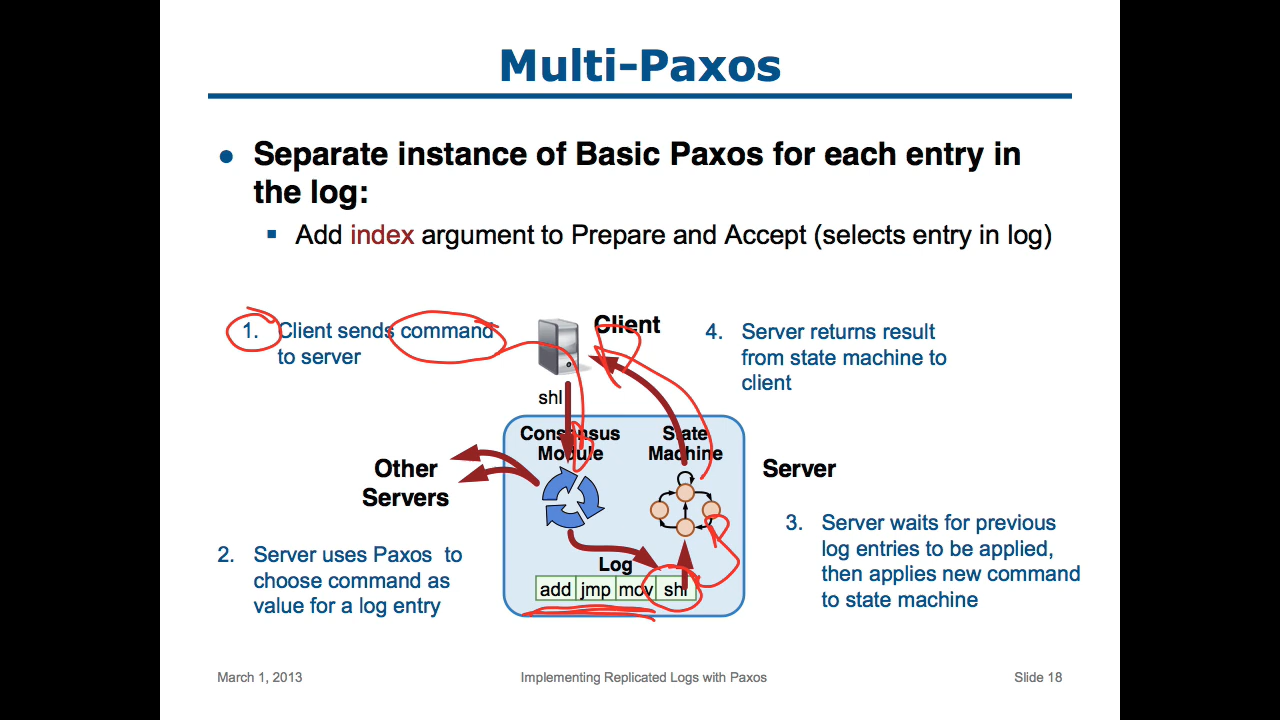 Multi-Paxos
Separate instance of Basic Paxos for each entry in
the log:
Add index argument to Prepare and Accept (selects entry in log)
1. Client sends command
to server
Client
4. Server returns result
from state machine to
client
shl
Consensus
Module
State
Machine
Other
Servers
Server
2. Server uses Paxos to
choose command as
value for a log entry
3. Server waits for previous
log entries to be applied,
then applies new command
to state machine
Log
add jmp mov shl
March 1, 2013 Implementing Replicated Logs with Paxos Slide 18